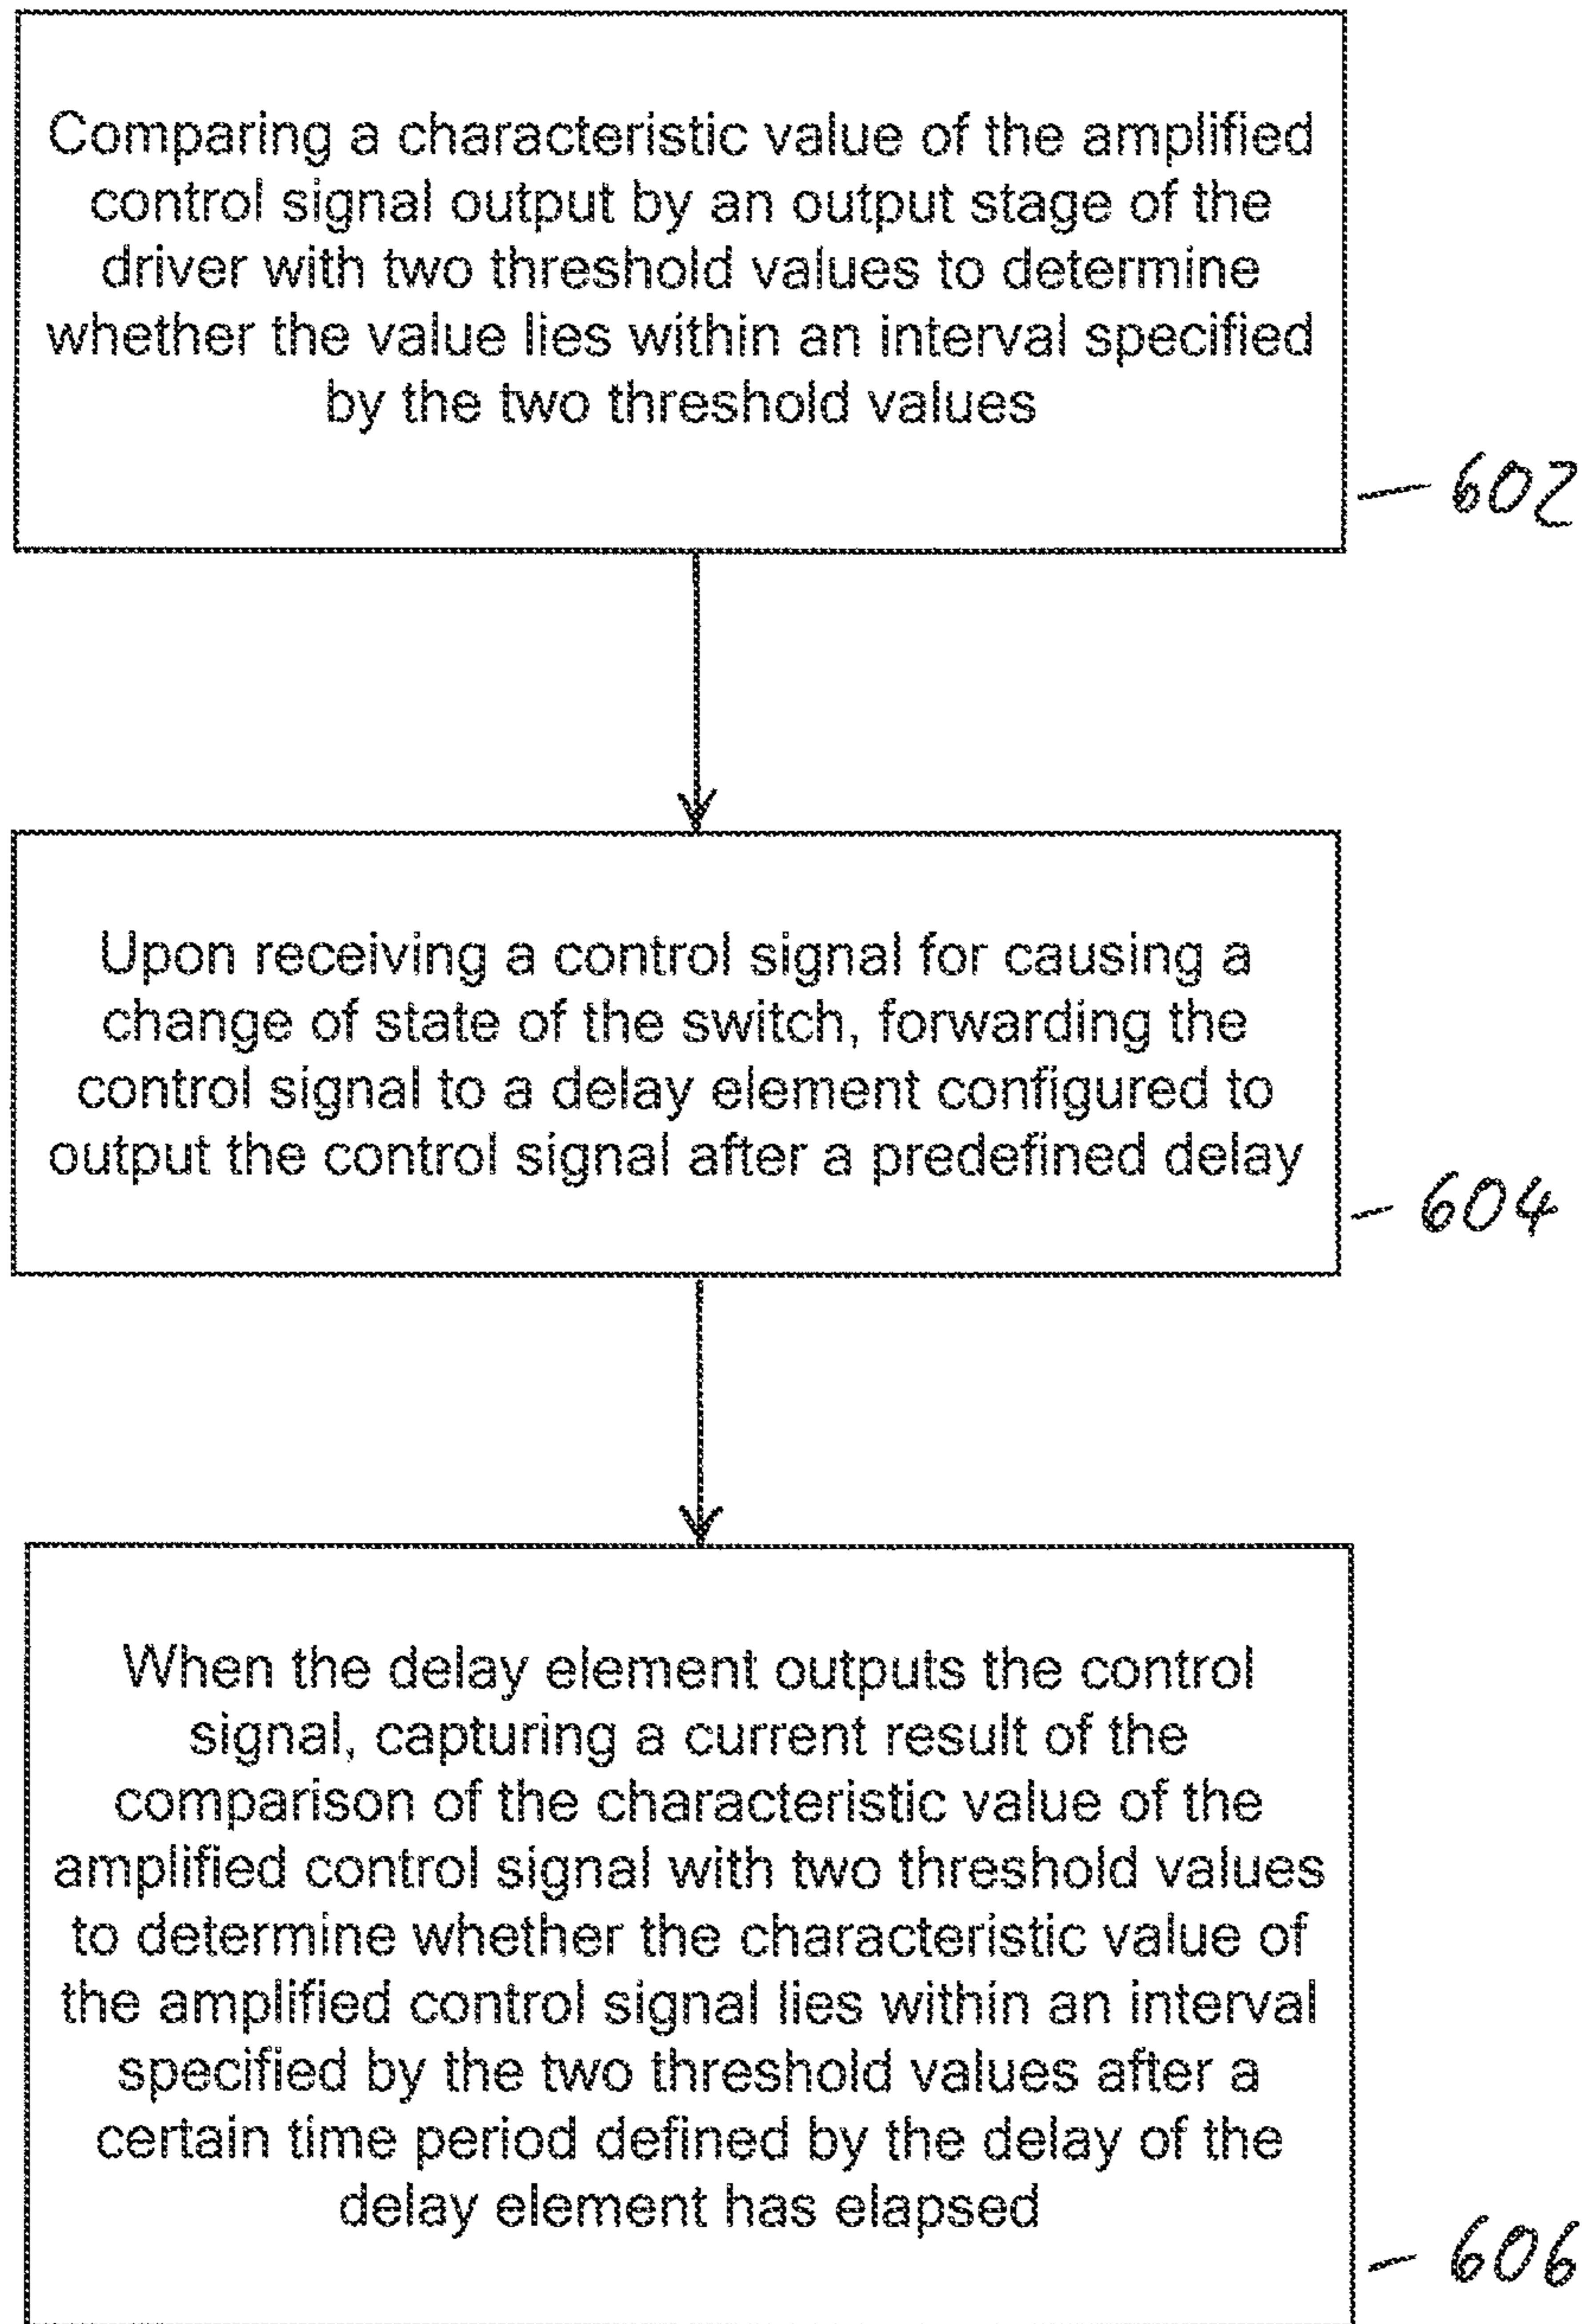 Comparing a characteristic value of the amplified
control signal output by an output stage of the
driver with two threshold values to determine
whether the value lies within an interval specified
by the two threshold values
602
Upon receiving a control signal for causing a
change of state of the switch, forwarding the
control signal to a delay element configured to
output the control signal after a predefined delay
604
When the delay element outputs the control
signal, capturing a current result of the
comparison of the characteristic value of the
amplified control signal with two threshold values
to determine whether the characteristic value of
the amplified control signal lies within an interval
specified by the two threshold values after a
certain time period defined by the delay of the
delay element has elapsed
606